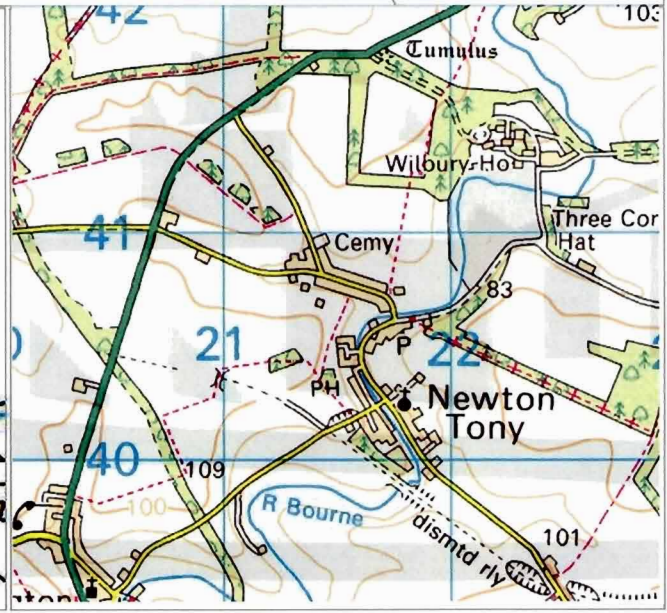 42
103
Tumulus
Wilbury Ho
41
Cemy
Three Cor
Hat
83
21
22
P
PH
Newton
Tony
40
109
100
R Bourne
dismtd rly
101